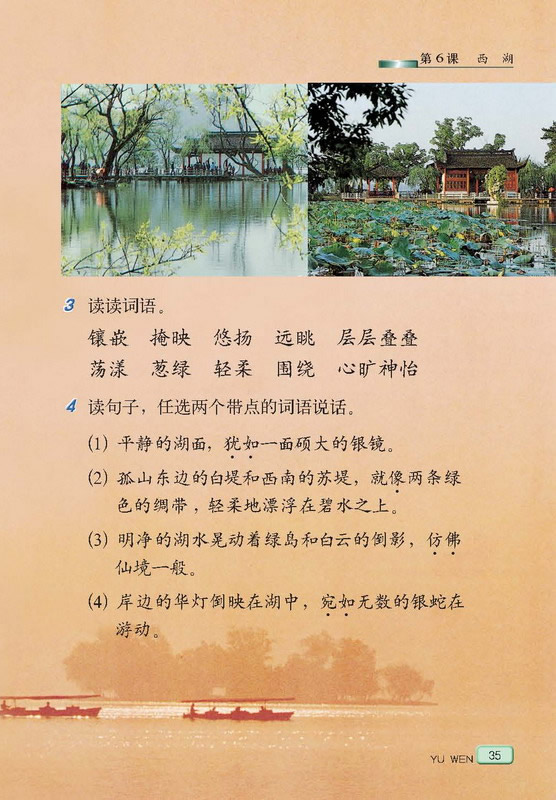 第6课 西湖
3 读读词语。
镶嵌 掩映 悠扬 远眺 层层叠叠
荡漾 葱绿 轻柔 围绕 心旷神怡
4 读句子，任选两个带点的词语说话。
(1) 平静的湖面，犹如一面硕大的银镜。
(2) 孤山东边的白堤和西南的苏堤，就像两条绿
色的绸带，轻柔地漂浮在碧水之上。
(3) 明净的湖水晃动着绿岛和白云的倒影，仿佛
仙境一般。
(4) 岸边的华灯倒映在湖中，宛如无数的银蛇在
游动。
YU WEN 35